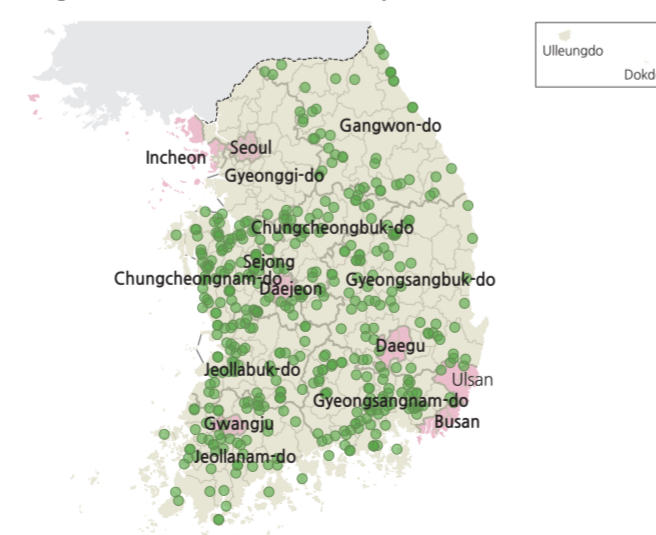 Ulleungdo
Dokd
Gangwon-do
Incheon
Seoul
Gyeonggi-do
Chungcheongbuk-do
Sejong
Chungcheongnam-do
Daejeon
Gyeongsangbuk-do
Daegu
Jeollabuk-do
Ulsan
Gyeongsangnam-do
Gwangju
Busan
Jeollanam-do